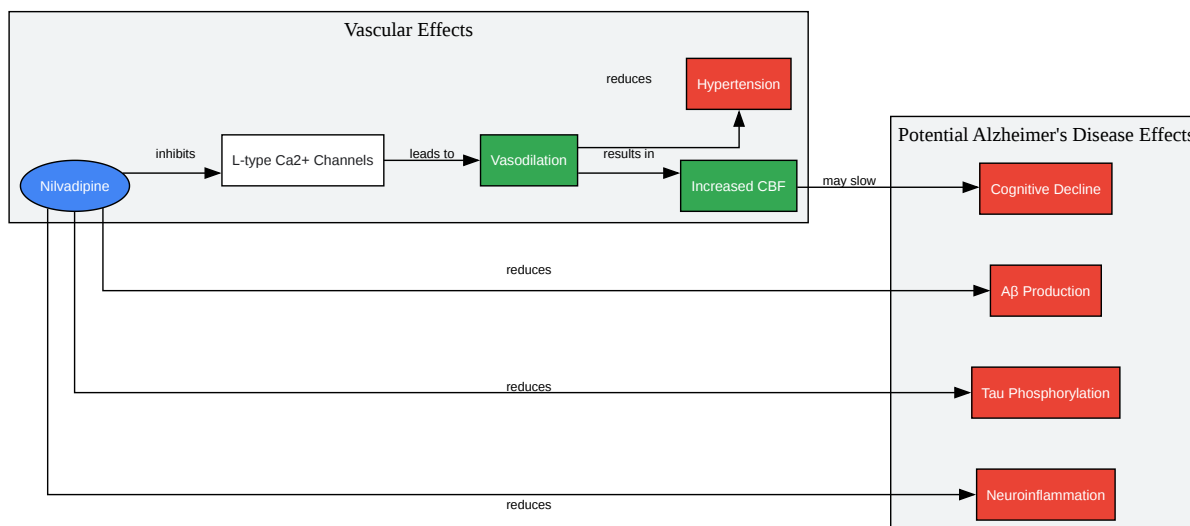 Vascular Effects
reduces
Hypertension
Potential Alzheimer's Disease Effects
inhibits
L-type Ca2+ Channels
leads to
Vasodilation
results in
Increased CBF
may slow
Cognitive Decline
Nilvadipine
reduces
Aβ Production
reduces
Tau Phosphorylation
reduces
Neuroinflammation